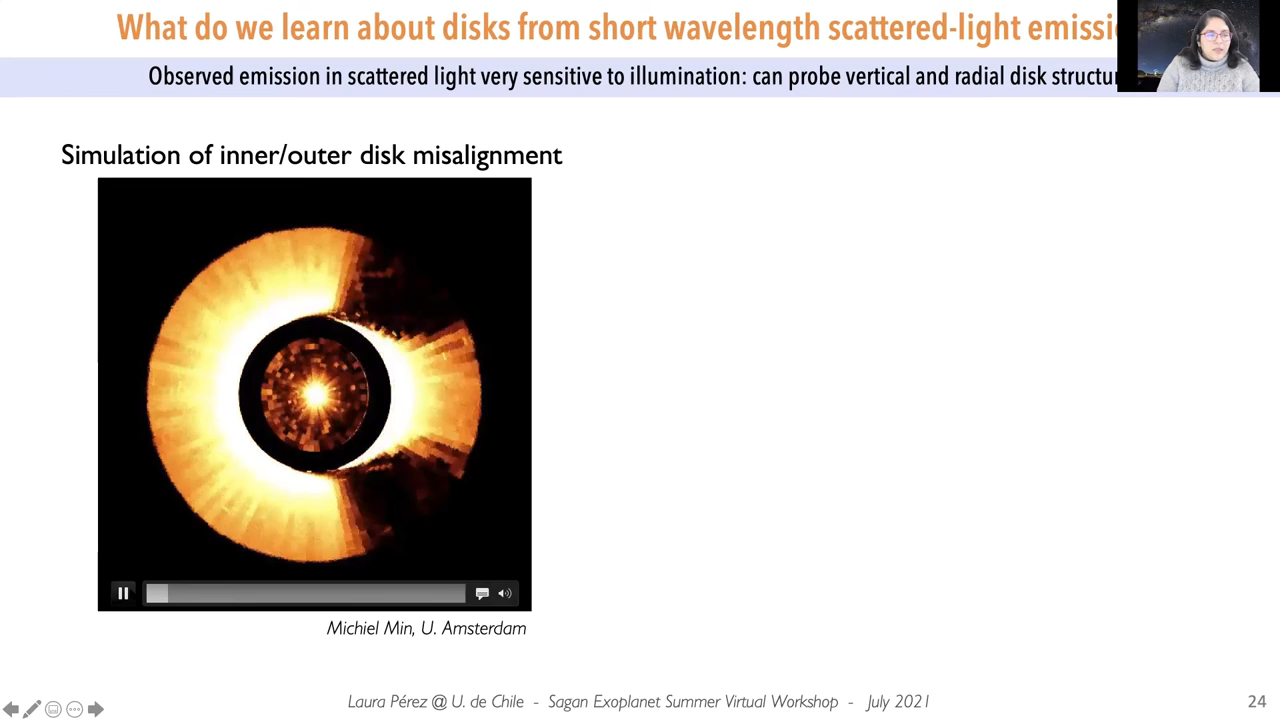 What do we learn about disks from short wavelength scattered-light emissi
Observed emission in scattered light very sensitive to illumination: can probe vertical and radial disk structur
Simulation of inner/outer disk misalignment
Michiel Min, U. Amsterdam
Laura Pérez @ U. de Chile - Sagan Exoplanet Summer Virtual Workshop - July 2021
24